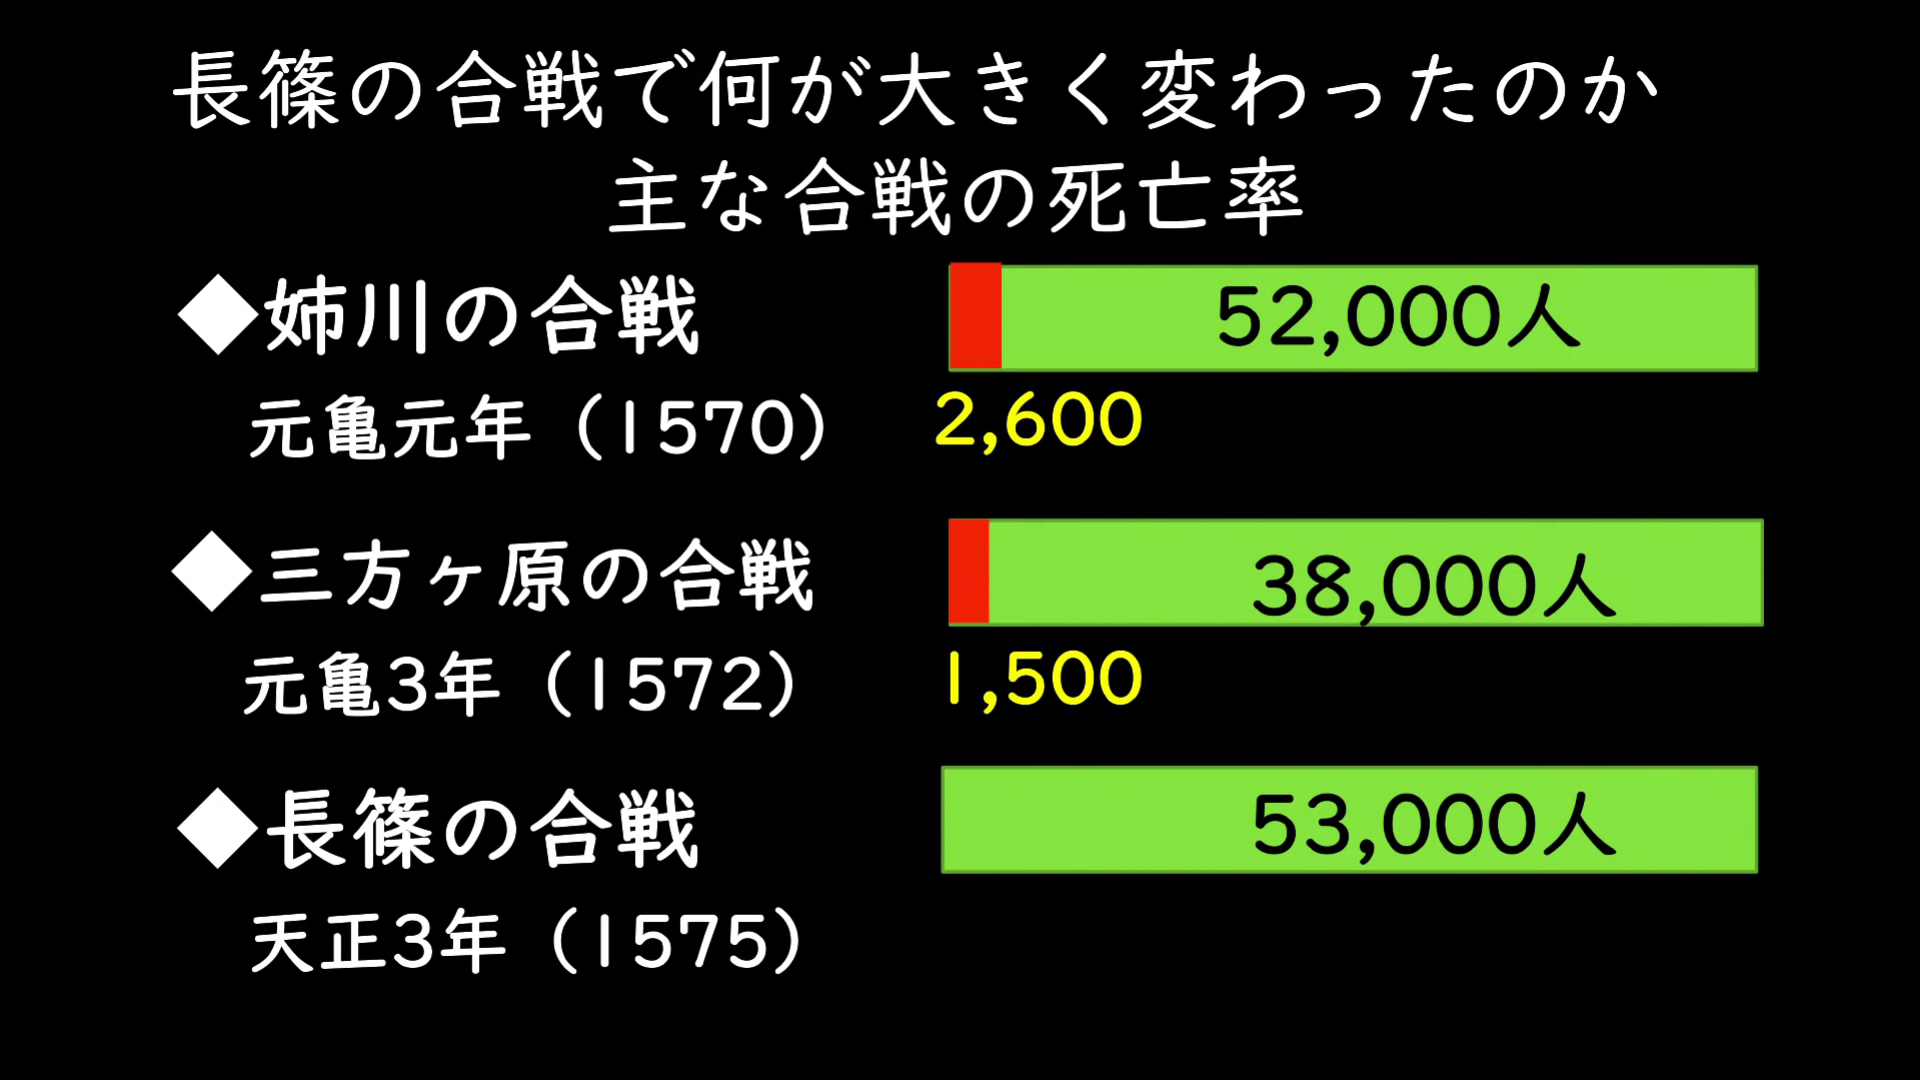 長篠の合戦で何が大きく変わったのか
主な合戦の死亡率
◆姉川の合戦
52,000人
元亀元年（1570）
2,600
◆三方ヶ原の合戦
38,000人
元亀3年（1572）
1,500
◆長篠の合戦
53,000人
天正3年（1575）